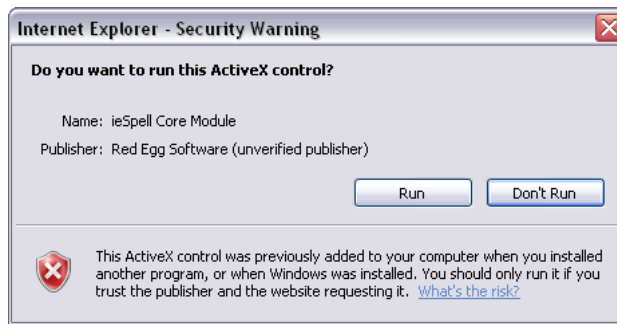 Internet Explorer - Security Warning
Do you want to run this ActiveX control?
Name: ieSpell Core Module
Publisher: Red Egg Software (unverified publisher)
Run Don't Run
This ActiveX control was previously added to your computer when you installed
another program, or when Windows was installed. You should only run it if you
trust the publisher and the website requesting it. What's the risk?